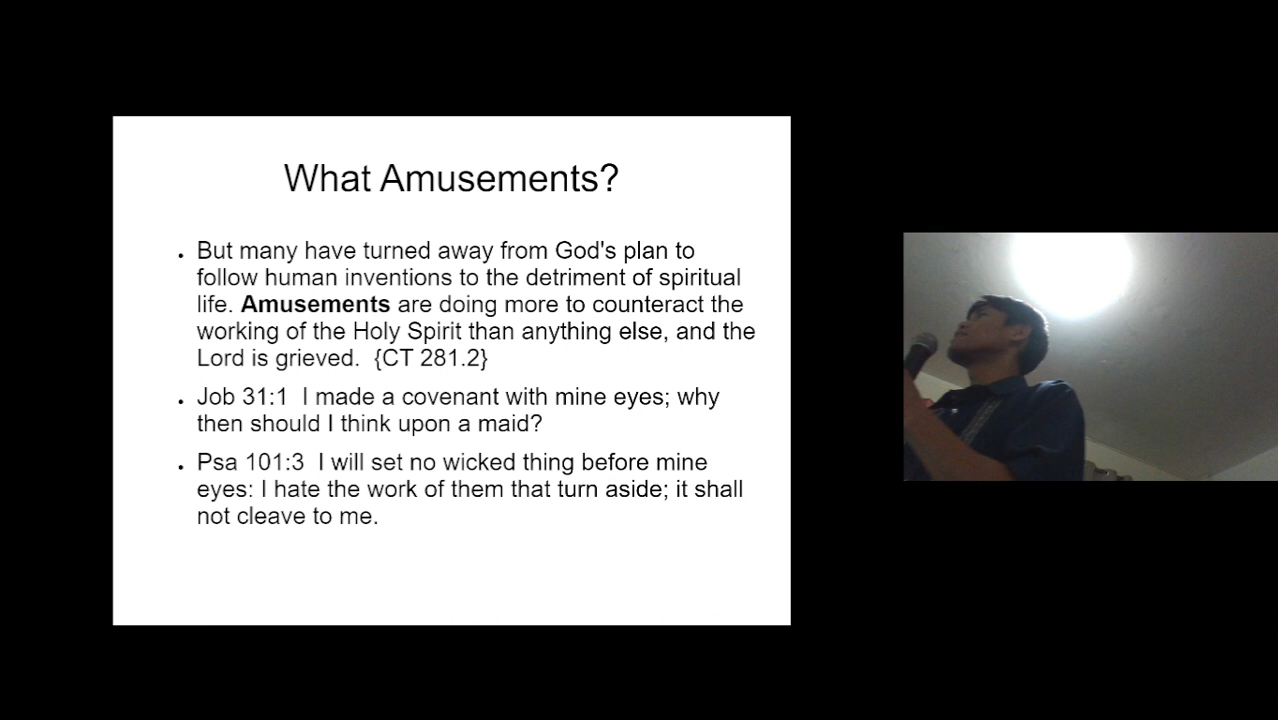 What Amusements?
• But many have turned away from God's plan to
follow human inventions to the detriment of spiritual
life. Amusements are doing more to counteract the
working of the Holy Spirit than anything else, and the
Lord is grieved.  {CT 281.2}
• Job 31:1  I made a covenant with mine eyes; why
then should I think upon a maid?
• Psa 101:3  I will set no wicked thing before mine
eyes: I hate the work of them that turn aside; it shall
not cleave to me.